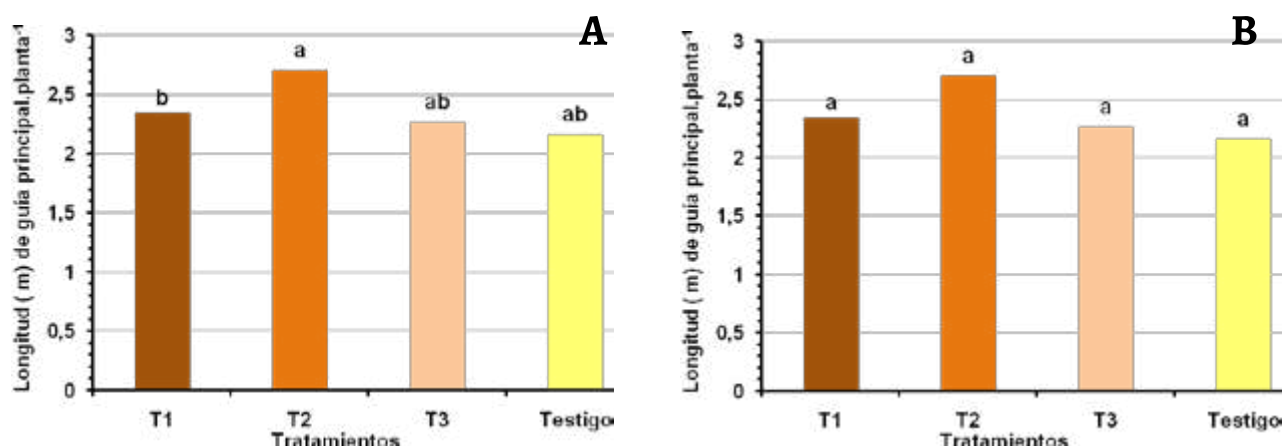 A
Longitud ( m) de guía principal.planta-1
3
2,5
2
1,5
1
0,5
0
b
a
ab
ab
T1
T2
T3
Testigo
Tratamientos
B
Longitud ( m) de guía principal.planta-1
3
2,5
2
1,5
1
0,5
0
a
a
a
a
T1
T2
T3
Testigo
Tratamientos